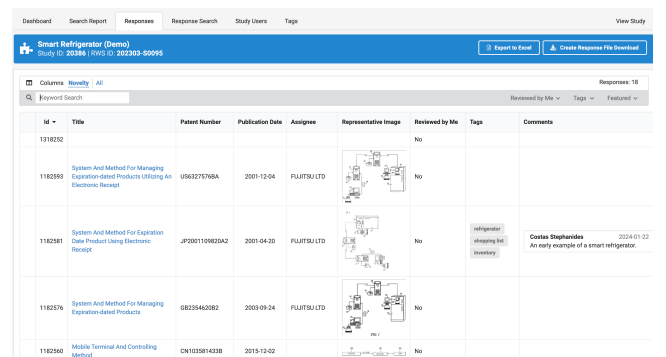 Dashboard Search Report Responses Response Search Study Users Tags View Study
Smart Refrigerator (Demo)
Study ID: 20386 | RWS ID: 202303-S0095
Export to Excel Create Response File Download
Columns Novelty All Responses: 18
Keyword Search Reviewed by Me Tags Featured
Id Title Patent Number Publication Date Assignee Representative Image Reviewed by Me Tags Comments
1318252 No
System And Method For Managing
1182593 Expiration-dated Products Utilizing An US6327576BA 2001-12-04 FUJITSU LTD No
Electronic Receipt
System And Method For Expiration
1182581 Date Product Using Electronic JP2001109820A2 2001-04-20 FUJITSU LTD No
Receipt
refrigerator
shopping list
inventory
Costas Stephanides 2024-01-22
An early example of a smart refrigerator.
System And Method For Managing
1182576 Expiration-dated Products GB2354620B2 2003-09-24 FUJITSU LTD No
FIG 1
Mobile Terminal And Controlling
1182560 Method CN103581433B 2015-12-02 No